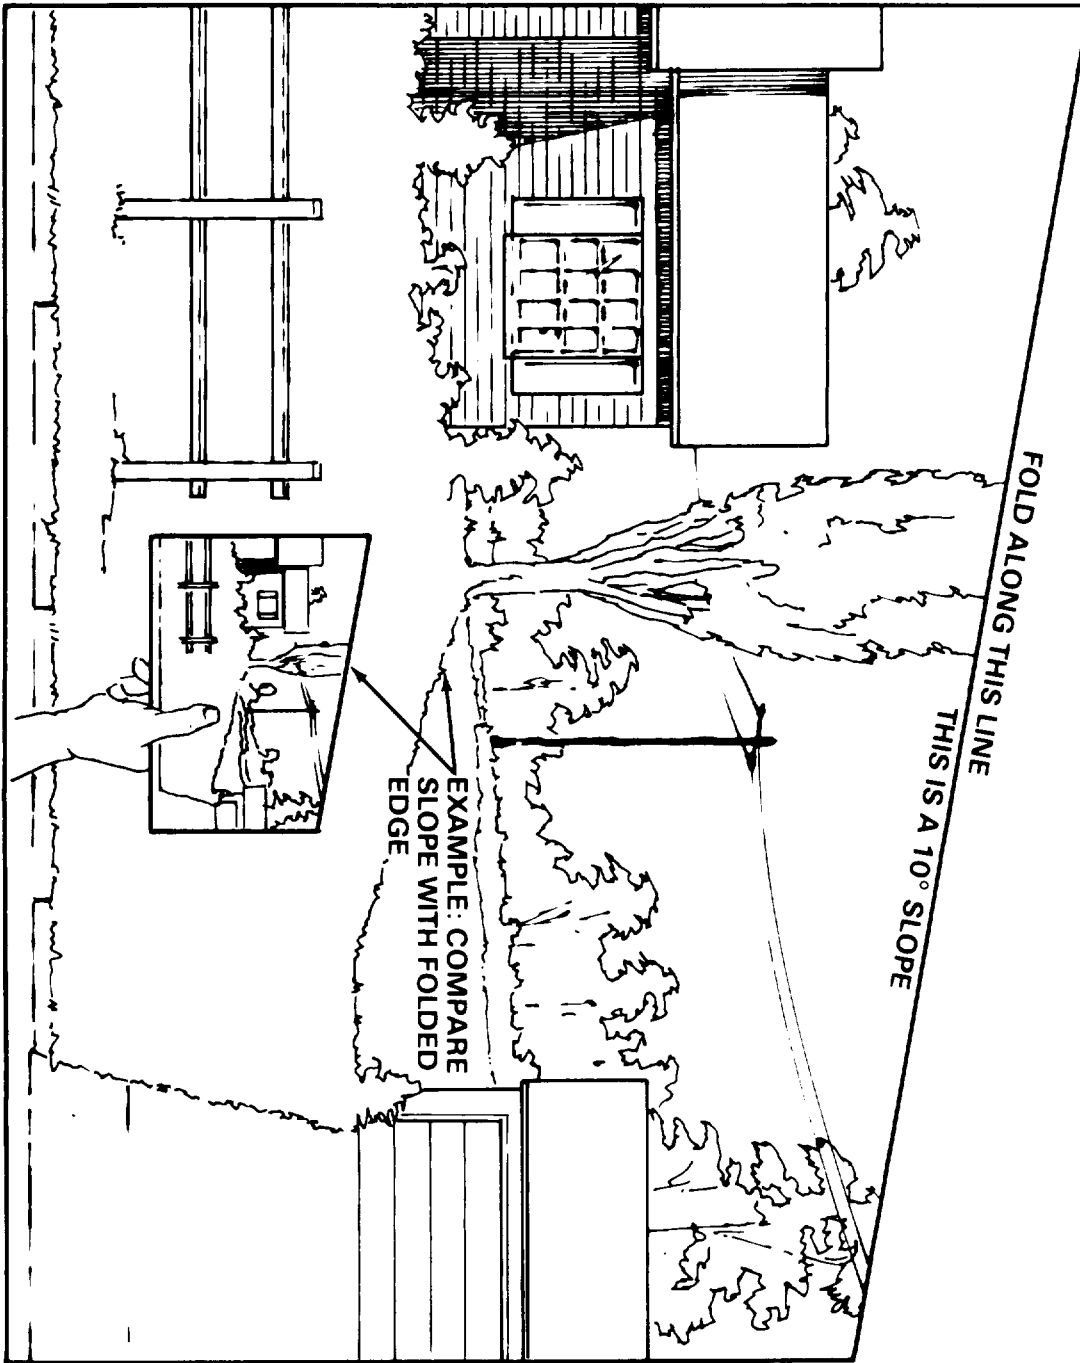 FOLD ALONG THIS LINE
THIS IS A 10° SLOPE
EXAMPLE: COMPARE
SLOPE WITH FOLDED
EDGE